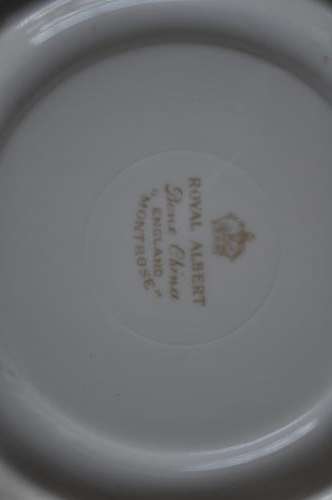 ROYAL ALBERT
Bone China
ENGLAND
"MONTROSE"